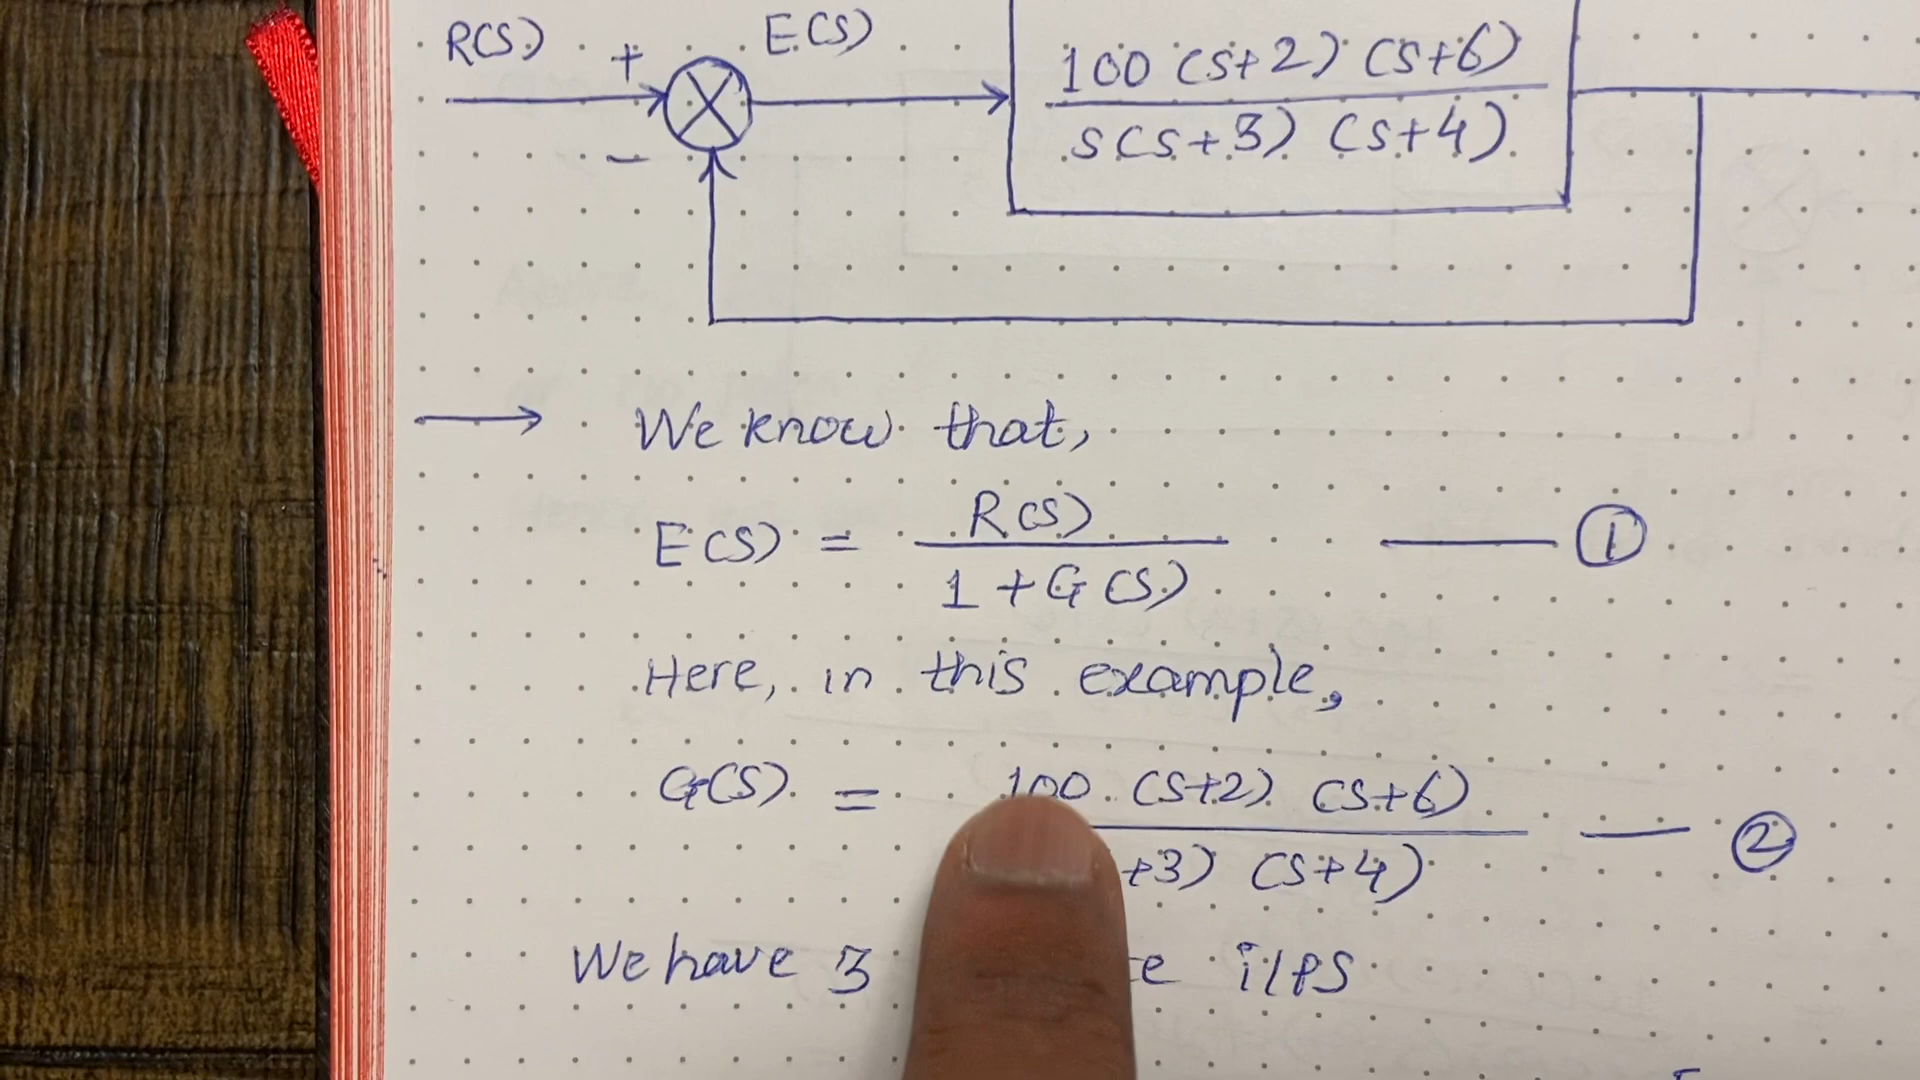 R(S) + E(S)
100 (S+2) (S+6)
S(S+3) (S+4)
−
We know that,
E(S) = R(S)
1 + G(S)
①
Here, in this example,
G(S) = 100 (S+2) (S+6)
+3) (S+4)
②
We have 3 i/ps